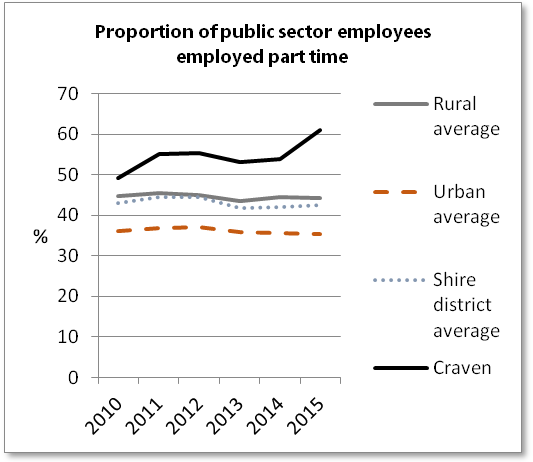 Proportion of public sector employees
employed part time
70
60
50
40
30
20
10
0
%
2010
2011
2012
2013
2014
2015
Rural
average
Urban
average
Shire
district
average
Craven